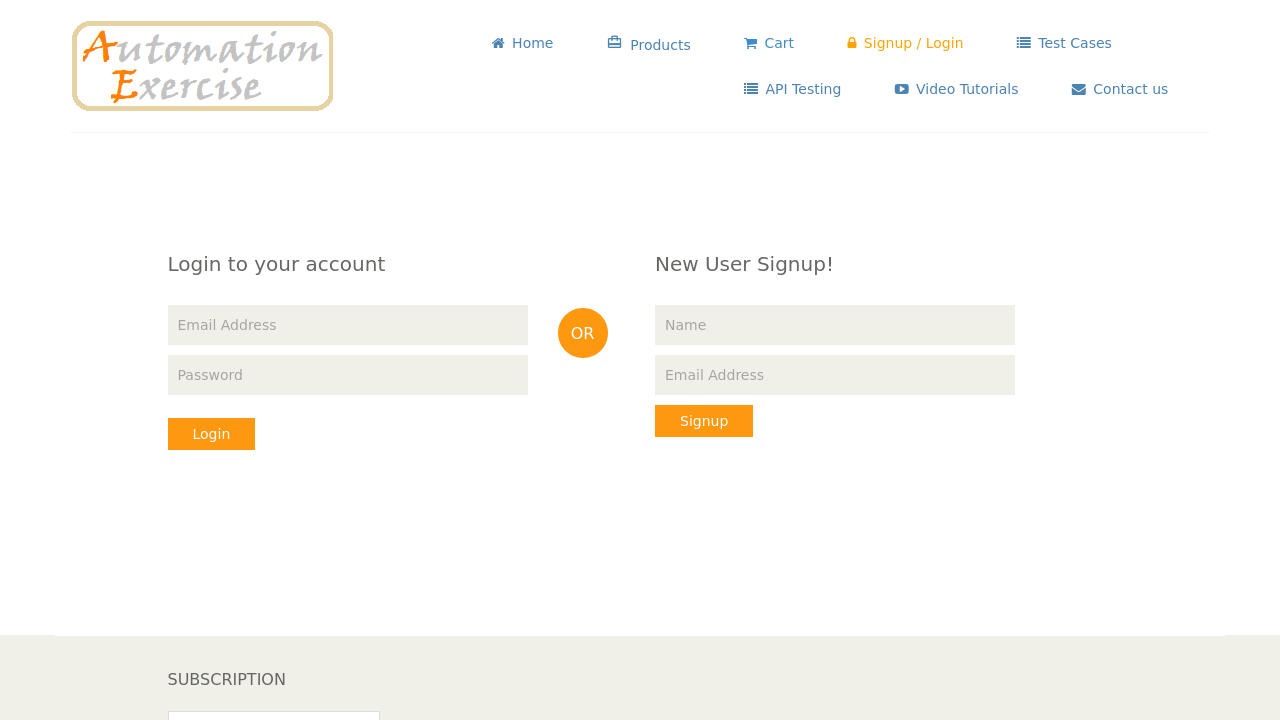 Automation
Exercise
Home
Products
Cart
Signup / Login
Test Cases
API Testing
Video Tutorials
Contact us
Login to your account
Email Address
Password
Login
OR
New User Signup!
Name
Email Address
Signup
SUBSCRIPTION